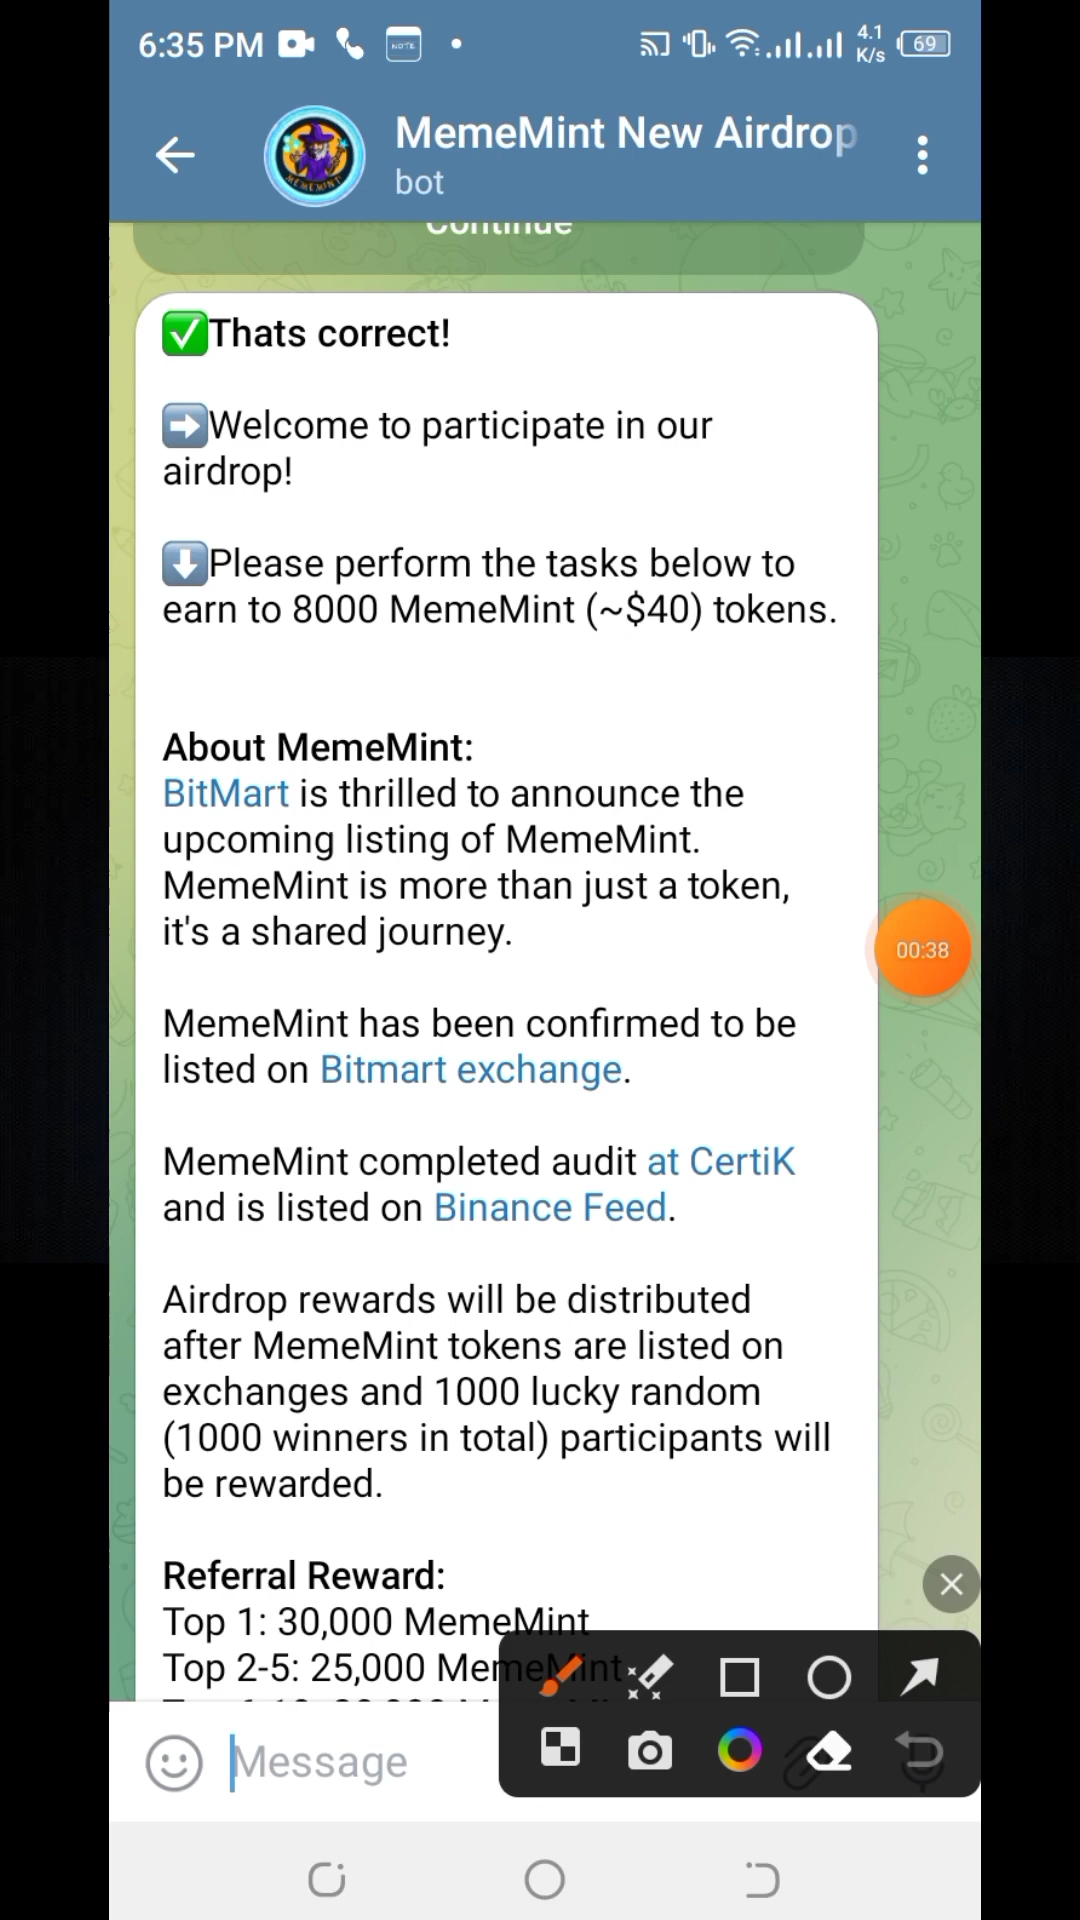 6:35 PM
NOTE
4.1
K/s
69
MememiNT
MemeMint New Airdrop
bot
Continue
✅Thats correct!
➡️Welcome to participate in our
airdrop!
⬇️Please perform the tasks below to
earn to 8000 MemeMint (~$40) tokens.
About MemeMint:
BitMart is thrilled to announce the
upcoming listing of MemeMint.
MemeMint is more than just a token,
it's a shared journey.
00:38
MemeMint has been confirmed to be
listed on Bitmart exchange.
MemeMint completed audit at CertiK
and is listed on Binance Feed.
Airdrop rewards will be distributed
after MemeMint tokens are listed on
exchanges and 1000 lucky random
(1000 winners in total) participants will
be rewarded.
Referral Reward:
Top 1: 30,000 MemeMint
Top 2-5: 25,000 MemeMint
Message